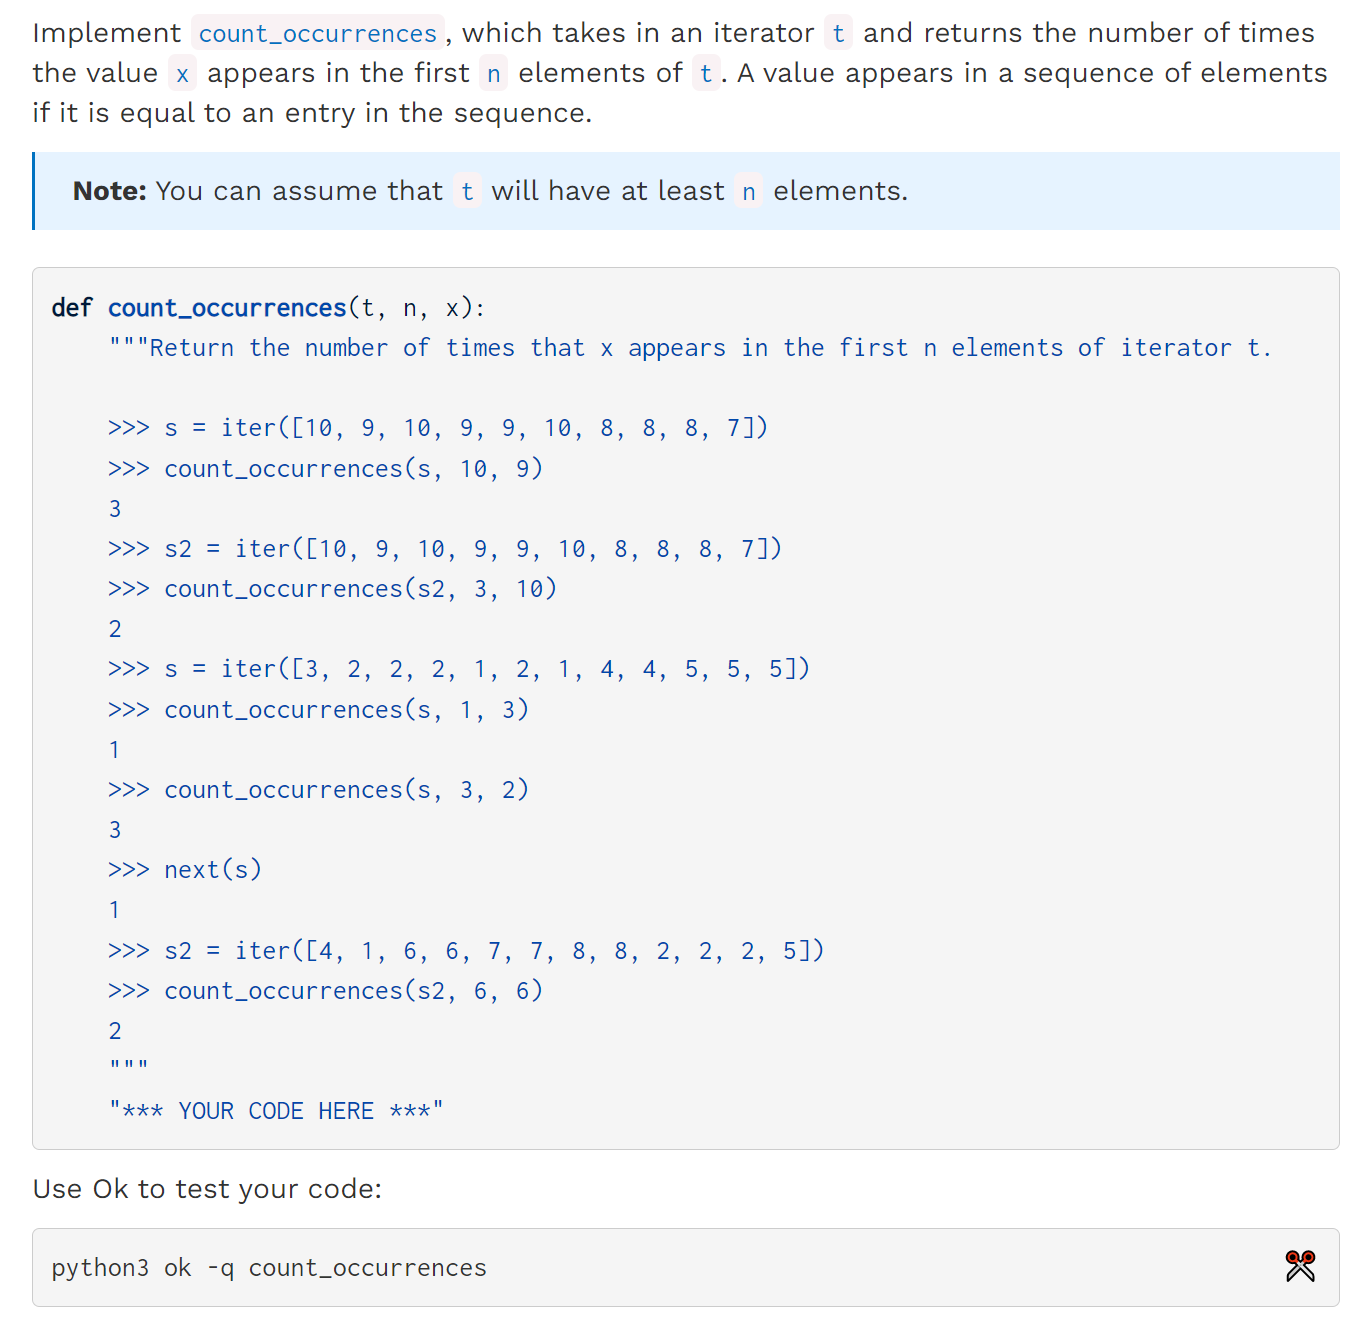 Implement count_occurrences, which takes in an iterator t and returns the number of times
the value x appears in the first n elements of t. A value appears in a sequence of elements
if it is equal to an entry in the sequence.
Note: You can assume that t will have at least n elements.
def count_occurrences(t, n, x):
    """Return the number of times that x appears in the first n elements of iterator t.

    >>> s = iter([10, 9, 10, 9, 9, 10, 8, 8, 8, 7])
    >>> count_occurrences(s, 10, 9)
    3
    >>> s2 = iter([10, 9, 10, 9, 9, 10, 8, 8, 8, 7])
    >>> count_occurrences(s2, 3, 10)
    2
    >>> s = iter([3, 2, 2, 2, 1, 2, 1, 4, 4, 5, 5, 5])
    >>> count_occurrences(s, 1, 3)
    1
    >>> count_occurrences(s, 3, 2)
    3
    >>> next(s)
    1
    >>> s2 = iter([4, 1, 6, 6, 7, 7, 8, 8, 2, 2, 2, 5])
    >>> count_occurrences(s2, 6, 6)
    2
    """
    "*** YOUR CODE HERE ***"
Use Ok to test your code:
python3 ok -q count_occurrences